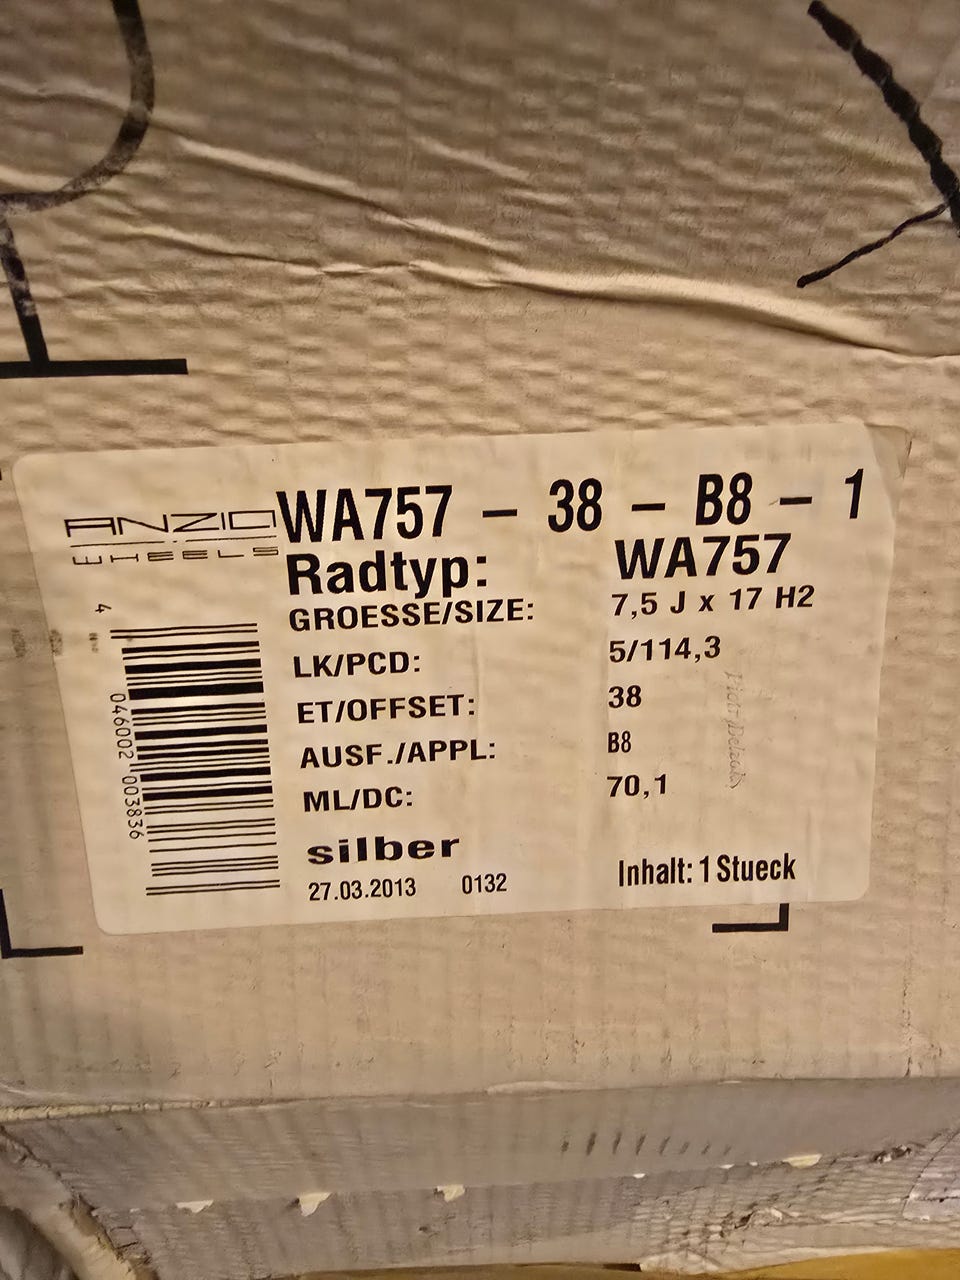 WA757 - 38 - B8 - 1
ANZIO
WHEELS
Radtyp: WA757
GROESSE/SIZE: 7,5 J x 17 H2
LK/PCD: 5/114,3
ET/OFFSET: 38
AUSF./APPL: B8
ML/DC: 70,1
silber
27.03.2013 0132
Inhalt: 1 Stueck
4 046002 003836